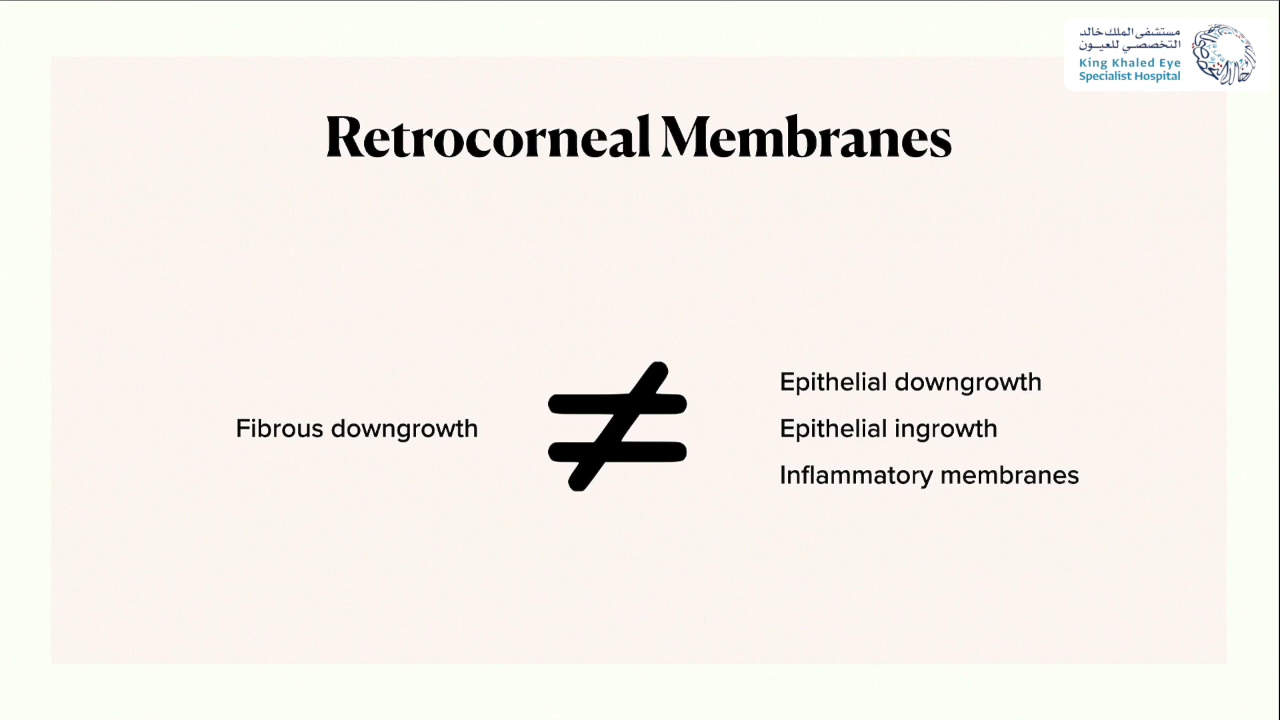 مستشفى الملك خالد
التخصصي للعيون
King Khaled Eye
Specialist Hospital
Retrocorneal Membranes
Fibrous downgrowth
≠
Epithelial downgrowth
Epithelial ingrowth
Inflammatory membranes